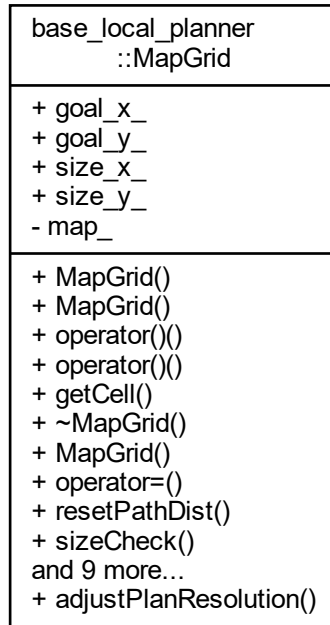 base_local_planner
::MapGrid
+ goal_x_
+ goal_y_
+ size_x_
+ size_y_
- map_
+ MapGrid()
+ MapGrid()
+ operator()()
+ operator()()
+ getCell()
+ ~MapGrid()
+ MapGrid()
+ operator=()
+ resetPathDist()
+ sizeCheck()
and 9 more...
+ adjustPlanResolution()